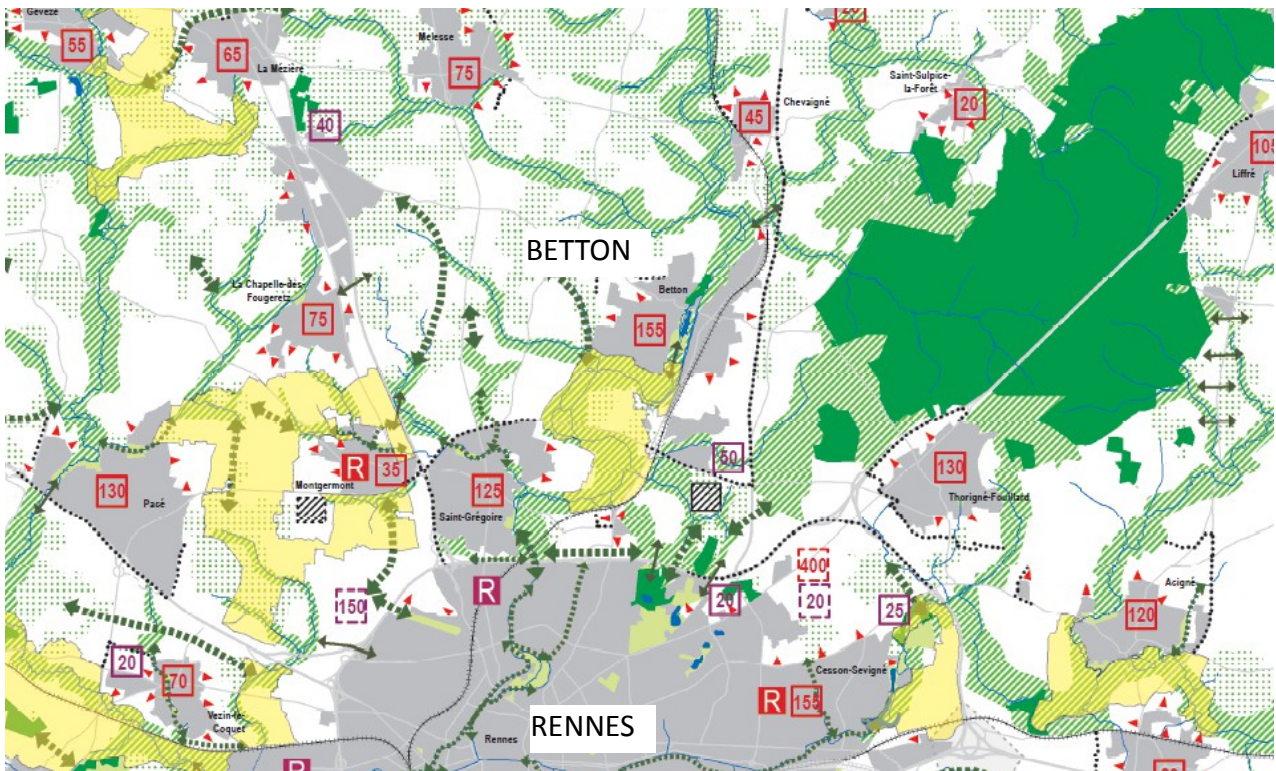 Gévezé
55
65
La Mézière
Melesse
75
40
45
Chevaigné
Saint-Sulpice-
la-Forêt
20
105
Liffré
BETTON
Betton
155
La Chapelle-des-
Fougeretz
75
130
Pacé
R
35
Montgermont
125
Saint-Grégoire
50
130
Thorigné-Fouillard
150
R
20
400
20
25
Acigné
120
20
70
Vezin-le-
Coquet
Cesson-Sévigné
R
155
Rennes
RENNES
R